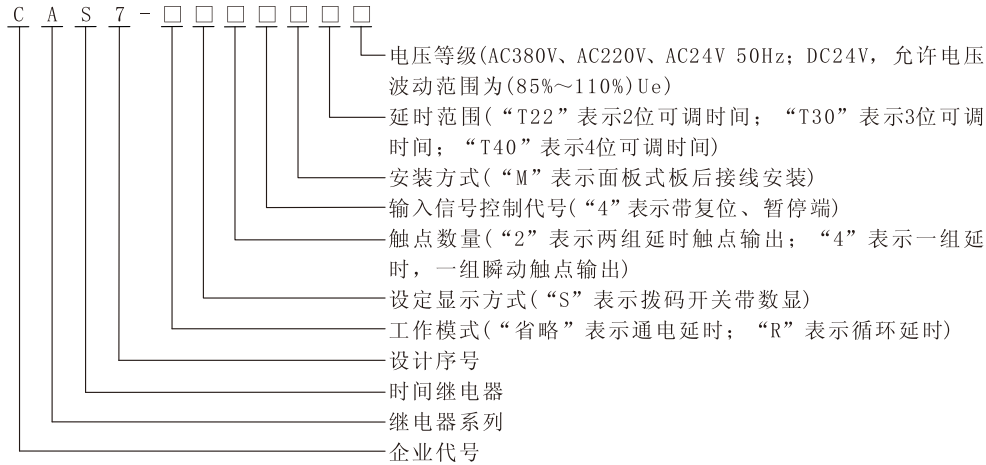 CAS7-□□□□□□□
电压等级(AC380V、AC220V、AC24V 50Hz；DC24V，允许电压
波动范围为(85%～110%)Ue)
延时范围(“T22”表示2位可调时间；“T30”表示3位可调
时间；“T40”表示4位可调时间)
安装方式(“M”表示面板式板后接线安装)
输入信号控制代号(“4”表示带复位、暂停端)
触点数量(“2”表示两组延时触点输出；“4”表示一组延
时，一组瞬动触点输出)
设定显示方式(“S”表示拨码开关带数显)
工作模式(“省略”表示通电延时；“R”表示循环延时)
设计序号
时间继电器
继电器系列
企业代号